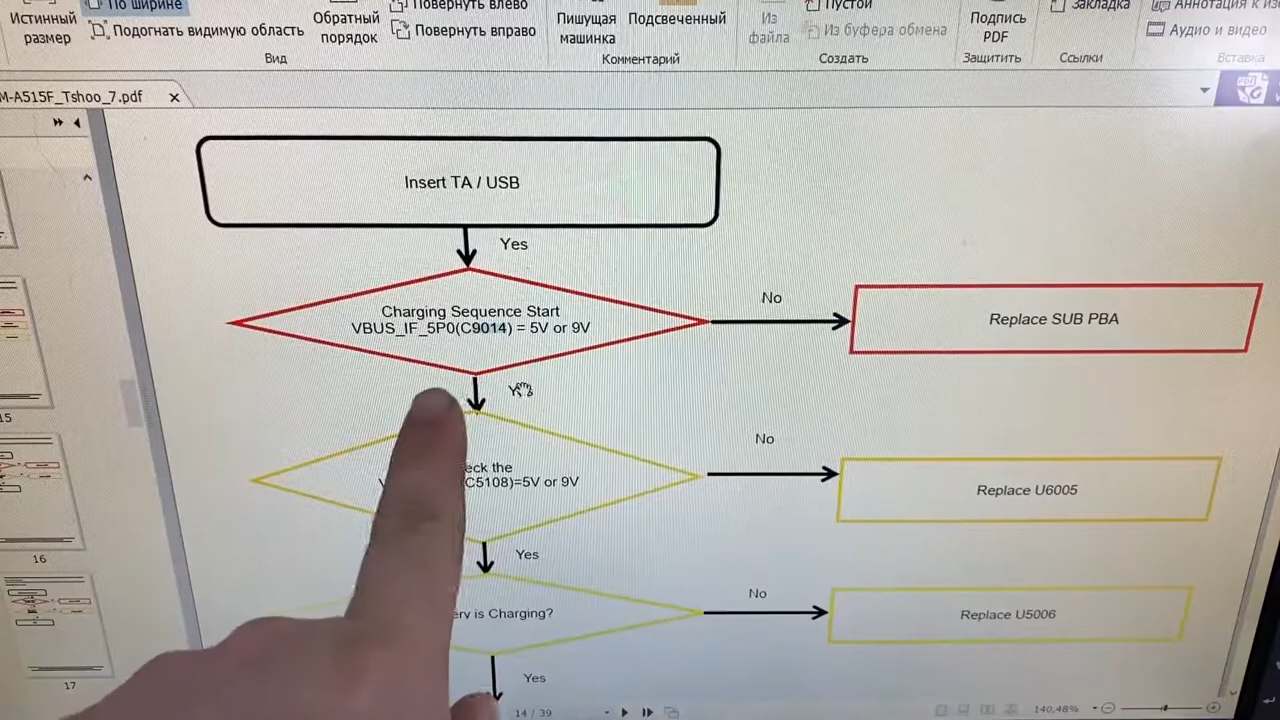 По ширине
Повернуть влево
Пустой
Закладка
Аннотация к из
Истинный
размер
Подогнать видимую область
Обратный
порядок
Повернуть вправо
Пишущая
машинка
Подсвеченный
Из
файла
Из буфера обмена
Подпись
PDF
Аудио и видео
Вид
Комментарий
Создать
Защитить
Ссылки
Вставка
M-A515F_Tshoo_7.pdf
Insert TA / USB
Yes
Charging Sequence Start
VBUS_IF_5P0(C9014) = 5V or 9V
No
Replace SUB PBA
eck the
C5108)=5V or 9V
No
Replace U6005
Yes
erv is Charging?
No
Replace U5006
Yes
15
16
17
14 / 39
140,48%